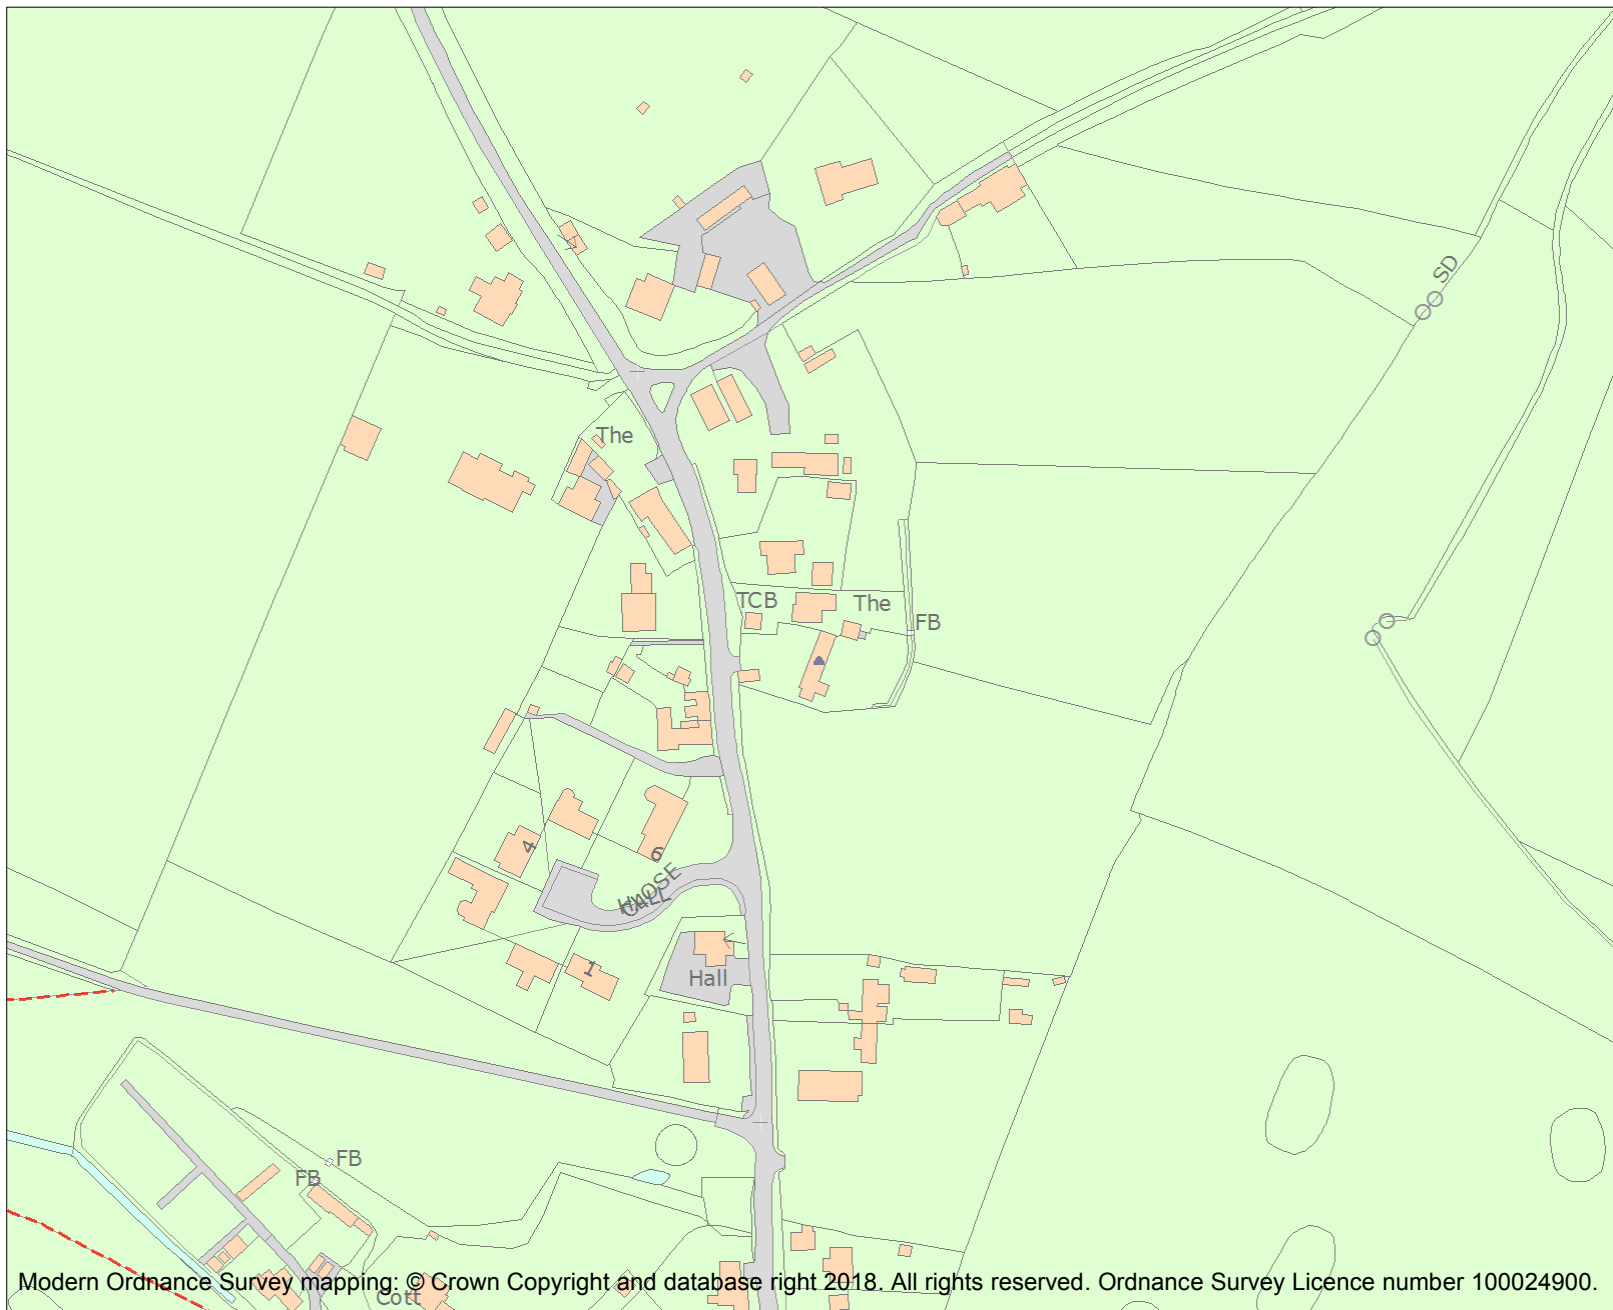 SD
The
TCB
The
FB
4
6
HALL
CLOSE
1
Hall
FB
FB
Cott
Modern Ordnance Survey mapping: © Crown Copyright and database right 2018. All rights reserved. Ordnance Survey Licence number 100024900.